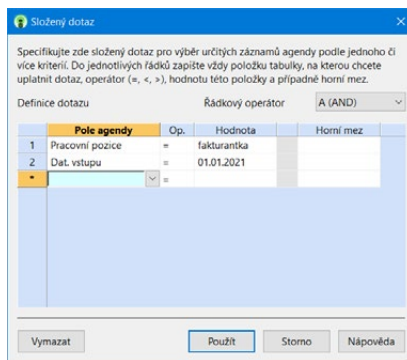 Složený dotaz
Specifikujte zde složený dotaz pro výběr určitých záznamů agendy podle jednoho či
více kritérií. Do jednotlivých řádků zapište vždy položku tabulky, na kterou chcete
uplatnit dotaz, operátor (=, <, >), hodnotu této položky a případně horní mez.
Definice dotazu Řádkový operátor A (AND)
Pole agendy Op. Hodnota Horní mez
1 Pracovní pozice = fakturantka
2 Dat. vstupu = 01.01.2021
* =
Vymazat Použít Storno Nápověda